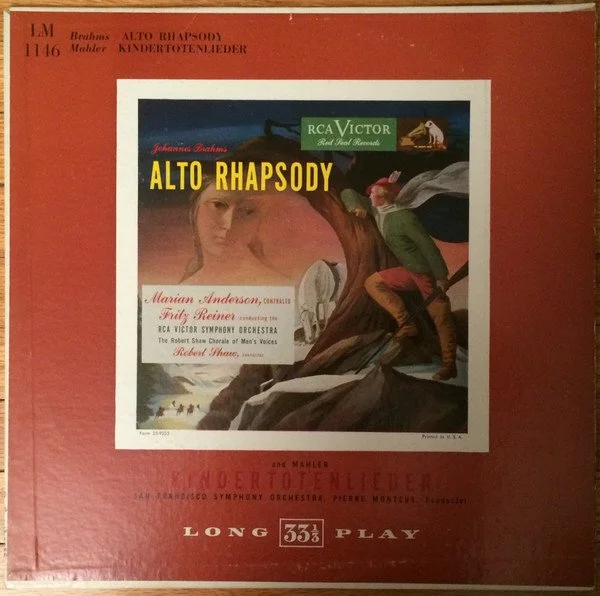 LM
1146
Brahms ALTO RHAPSODY
Mahler KINDERTOTENLIEDER
RCA VICTOR
Red Seal Records
Johannes Brahms
ALTO RHAPSODY
Marian Anderson, CONTRALTO
Fritz Reiner conducting the
RCA VICTOR SYMPHONY ORCHESTRA
The Robert Shaw Chorale of Men's Voices
Robert Shaw, CONDUCTOR
Printed in U.S.A.
and MAHLER
KINDERTOTENLIEDER
SAN FRANCISCO SYMPHONY ORCHESTRA, PIERRE MONTEUX, Conductor
LONG 33⅓ PLAY